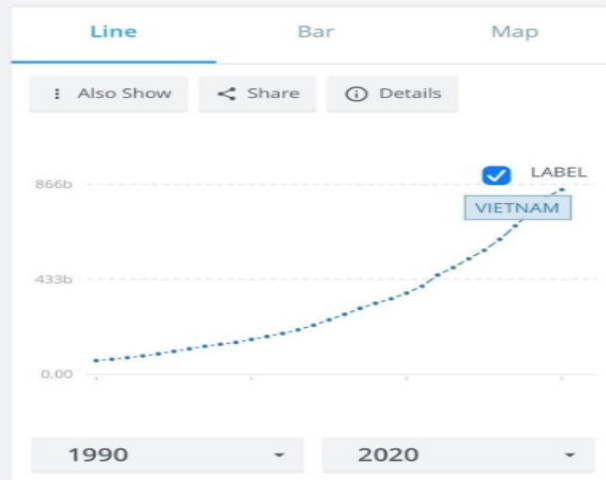 Line Bar Map
Also Show Share Details
LABEL
866b
VIETNAM
433b
0.00
1990 2020